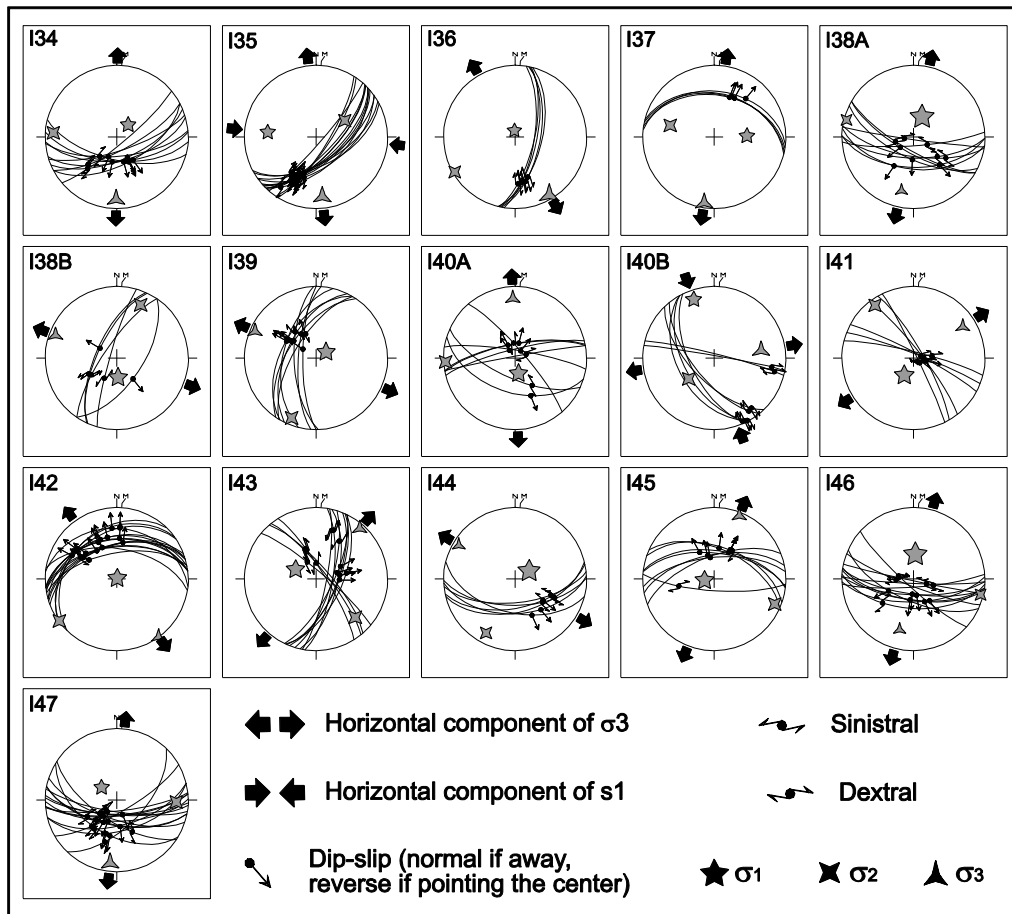 I34
N M
I35
N M
I36
N M
I37
N M
I38A
N M
I38B
N M
I39
N M
I40A
N M
I40B
N M
I41
N M
I42
N M
I43
N M
I44
N M
I45
N M
I46
N M
I47
N M
Horizontal component of σ3
Sinistral
Horizontal component of s1
Dextral
Dip-slip (normal if away,
reverse if pointing the center)
σ1 σ2 σ3